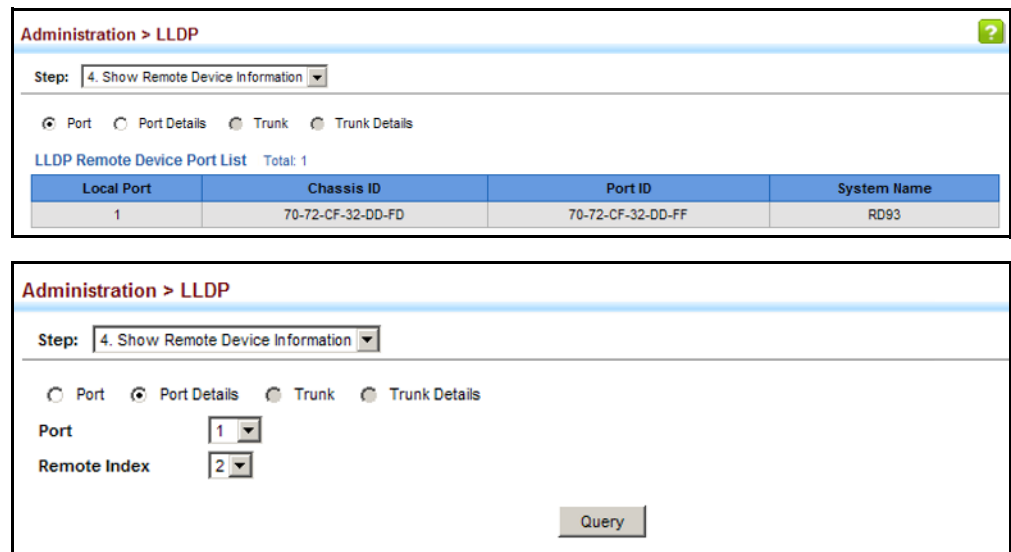 Administration > LLDP
?
Step: 4. Show Remote Device Information
Port Port Details Trunk Trunk Details
LLDP Remote Device Port List Total: 1
Local Port Chassis ID Port ID System Name
1 70-72-CF-32-DD-FD 70-72-CF-32-DD-FF RD93
Administration > LLDP
Step: 4. Show Remote Device Information
Port Port Details Trunk Trunk Details
Port 1
Remote Index 2
Query